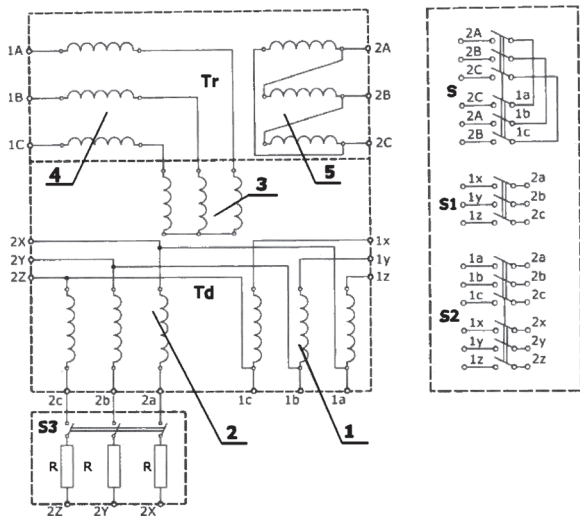 1A
Tr
2A
1B
2B
1C
2C
4
5
3
2X
1x
2Y
1y
2Z
Td
1z
2c 2b 2a 1c 1b 1a
2
1
S3
R R R
2Z 2Y 2X
2A
2B
2C
S
2C 1a
2A 1b
2B 1c
1x 2a
S1 1y 2b
1z 2c
1a 2a
1b 2b
1c 2c
S2
1x 2x
1y 2y
1z 2z